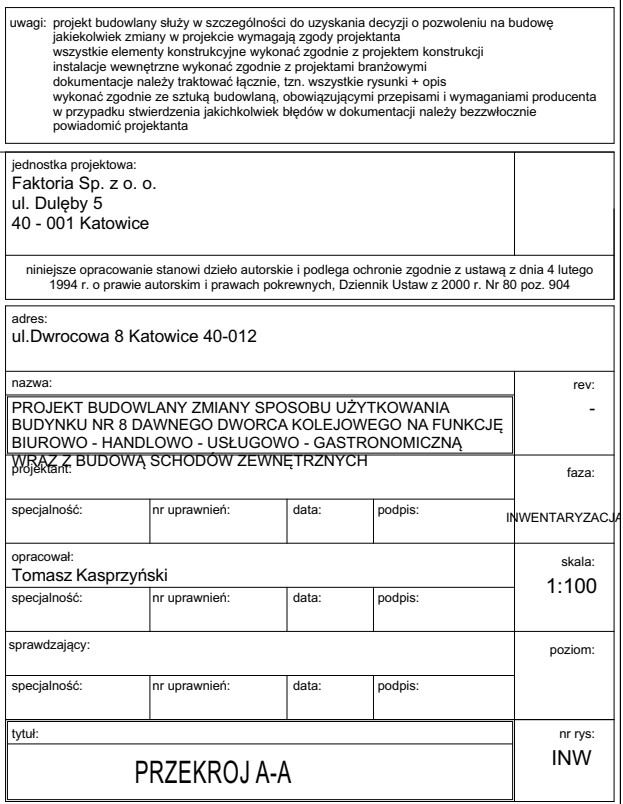 uwagi: projekt budowlany służy w szczególności do uzyskania decyzji o pozwoleniu na budowę
jakiekolwiek zmiany w projekcie wymagają zgody projektanta
wszystkie elementy konstrukcyjne wykonać zgodnie z projektem konstrukcji
instalacje wewnętrzne wykonać zgodnie z projektami branżowymi
dokumentacje należy traktować łącznie, tzn. wszystkie rysunki + opis
wykonać zgodnie ze sztuką budowlaną, obowiązującymi przepisami i wymaganiami producenta
w przypadku stwierdzenia jakichkolwiek błędów w dokumentacji należy bezzwłocznie
powiadomić projektanta
jednostka projektowa:
Faktoria Sp. z o. o.
ul. Dulęby 5
40 - 001 Katowice
niniejsze opracowanie stanowi dzieło autorskie i podlega ochronie zgodnie z ustawą z dnia 4 lutego
1994 r. o prawie autorskim i prawach pokrewnych, Dziennik Ustaw z 2000 r. Nr 80 poz. 904
adres:
ul.Dwrocowa 8 Katowice 40-012
nazwa:
rev:
PROJEKT BUDOWLANY ZMIANY SPOSOBU UŻYTKOWANIA
-
BUDYNKU NR 8 DAWNEGO DWORCA KOLEJOWEGO NA FUNKCJĘ
BIUROWO - HANDLOWO - USŁUGOWO - GASTRONOMICZNĄ
WRAZ Z BUDOWĄ SCHODÓW ZEWNĘTRZNYCH
projektant:
faza:
specjalność: nr uprawnień: data: podpis:
INWENTARYZACJA
opracował:
Tomasz Kasprzyński
skala:
1:100
specjalność: nr uprawnień: data: podpis:
sprawdzający:
poziom:
specjalność: nr uprawnień: data: podpis:
tytuł:
nr rys:
PRZEKROJ A-A
INW